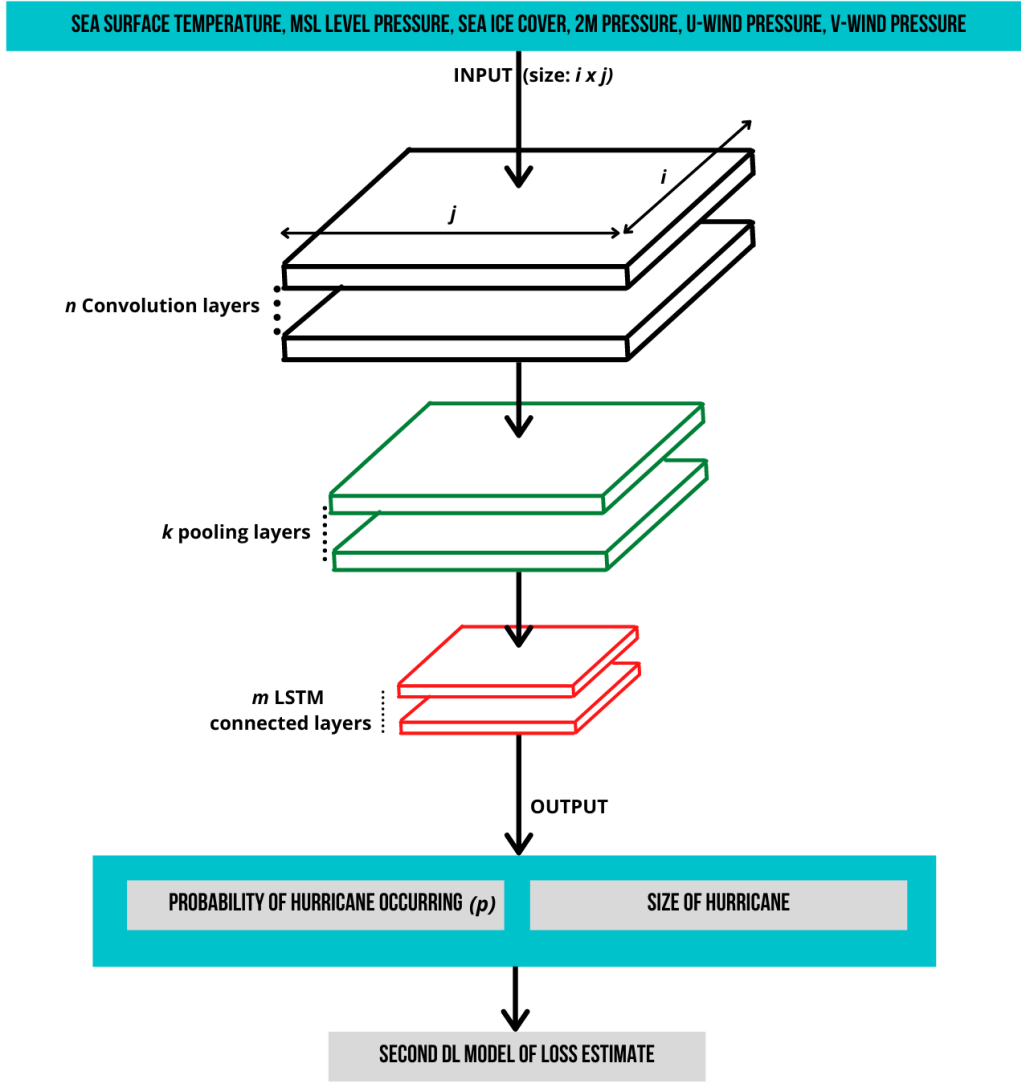 SEA SURFACE TEMPERATURE, MSL LEVEL PRESSURE, SEA ICE COVER, 2M PRESSURE, U-WIND PRESSURE, V-WIND PRESSURE
INPUT (size: i x j)
i
j
n Convolution layers
k pooling layers
m LSTM
connected layers
OUTPUT
PROBABILITY OF HURRICANE OCCURRING (p)
SIZE OF HURRICANE
SECOND DL MODEL OF LOSS ESTIMATE